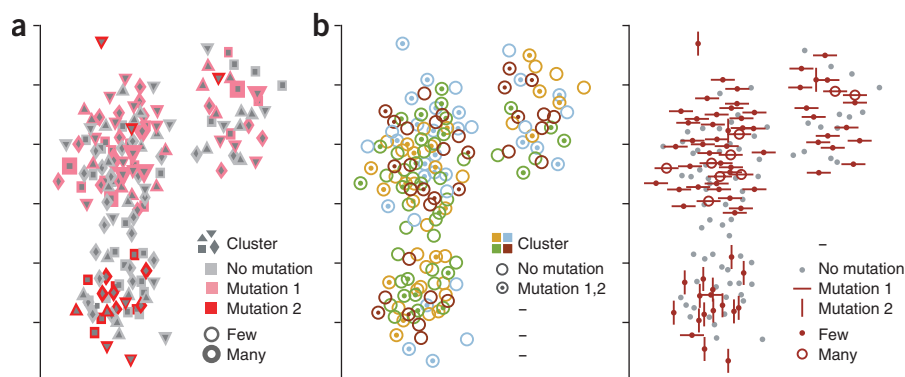 a
b
Cluster
No mutation
Mutation 1
Mutation 2
Few
Many
Cluster
No mutation
Mutation 1,2
–
–
–
–
No mutation
Mutation 1
Mutation 2
Few
Many